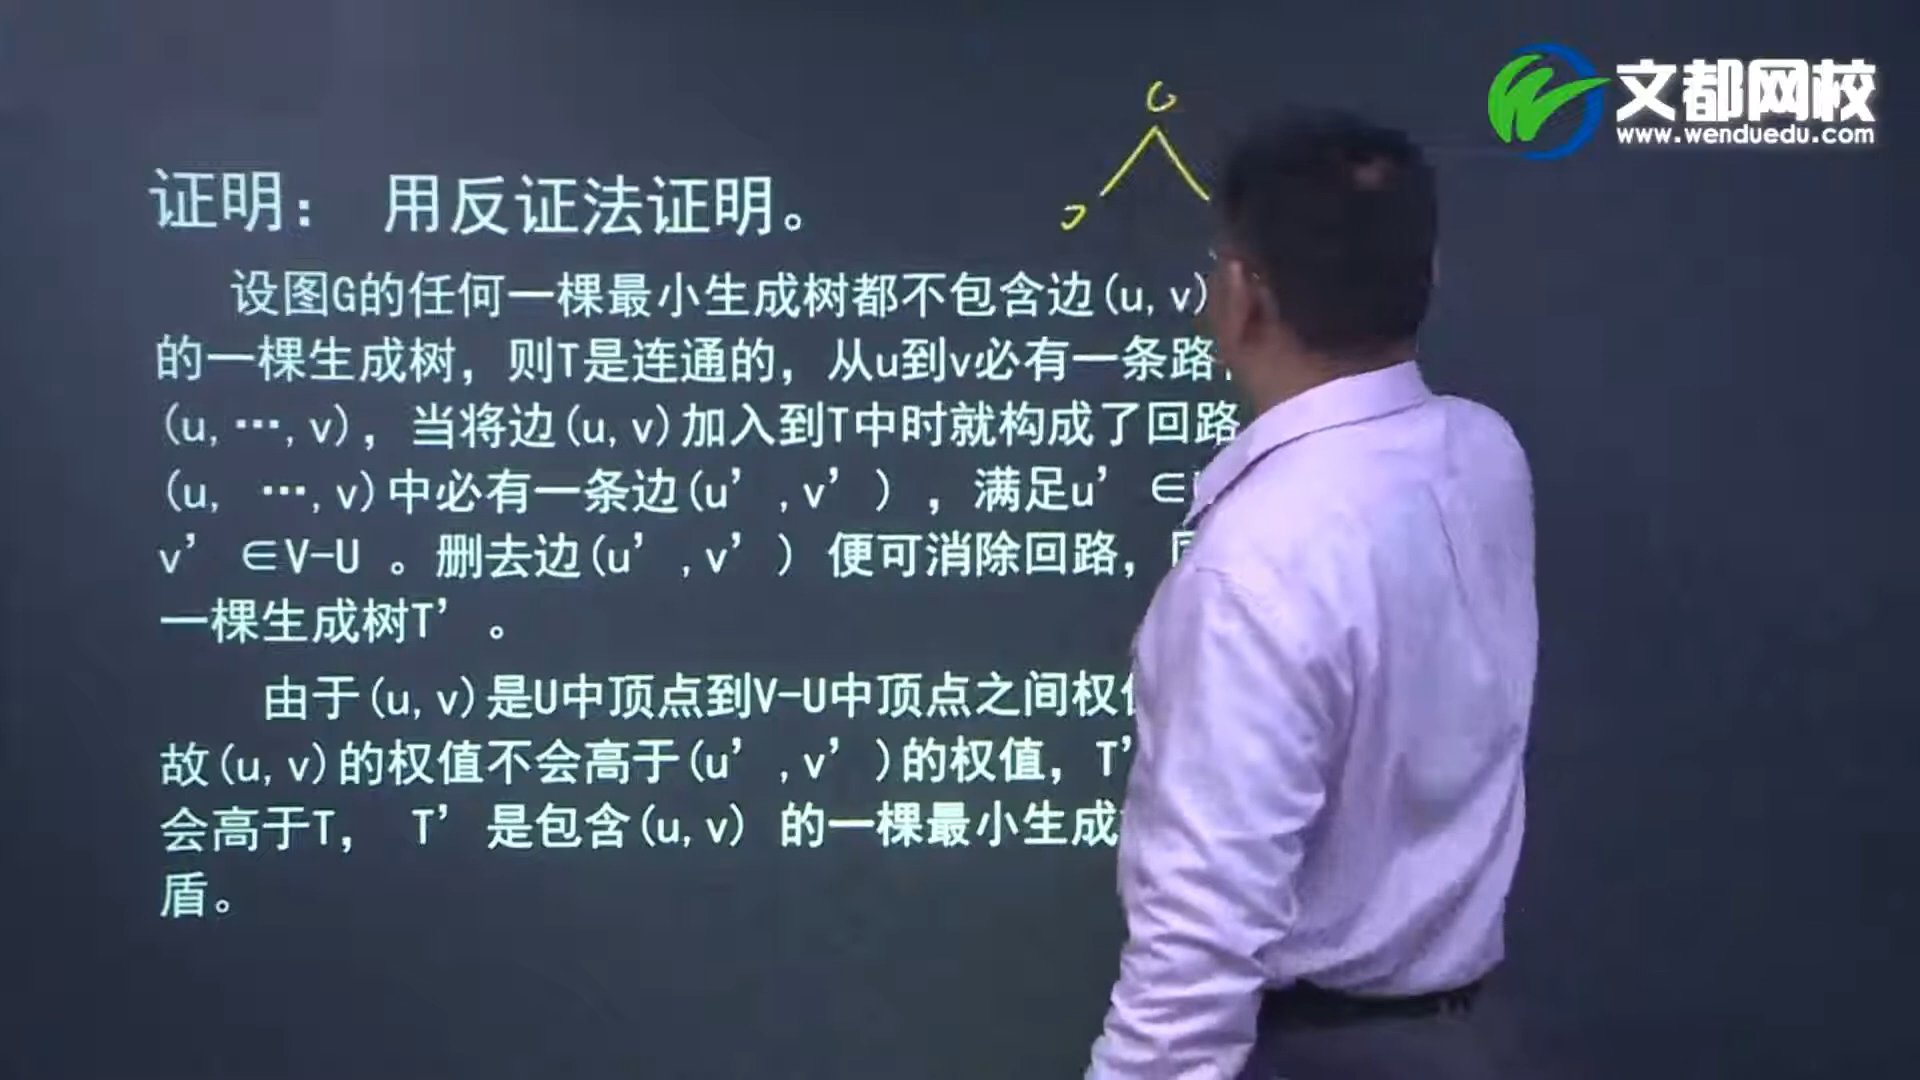 文都网校
www.wenduedu.com
证明： 用反证法证明。
设图G的任何一棵最小生成树都不包含边(u,v)
的一棵生成树，则T是连通的，从u到v必有一条路
(u,…,v)，当将边(u,v)加入到T中时就构成了回路
(u, …,v)中必有一条边(u’,v’)，满足u’∈
v’∈V-U 。删去边(u’,v’)便可消除回路，
一棵生成树T’。
由于(u,v)是U中顶点到V-U中顶点之间权
故(u,v)的权值不会高于(u’,v’)的权值，T’
会高于T， T’是包含(u,v) 的一棵最小生成
盾。